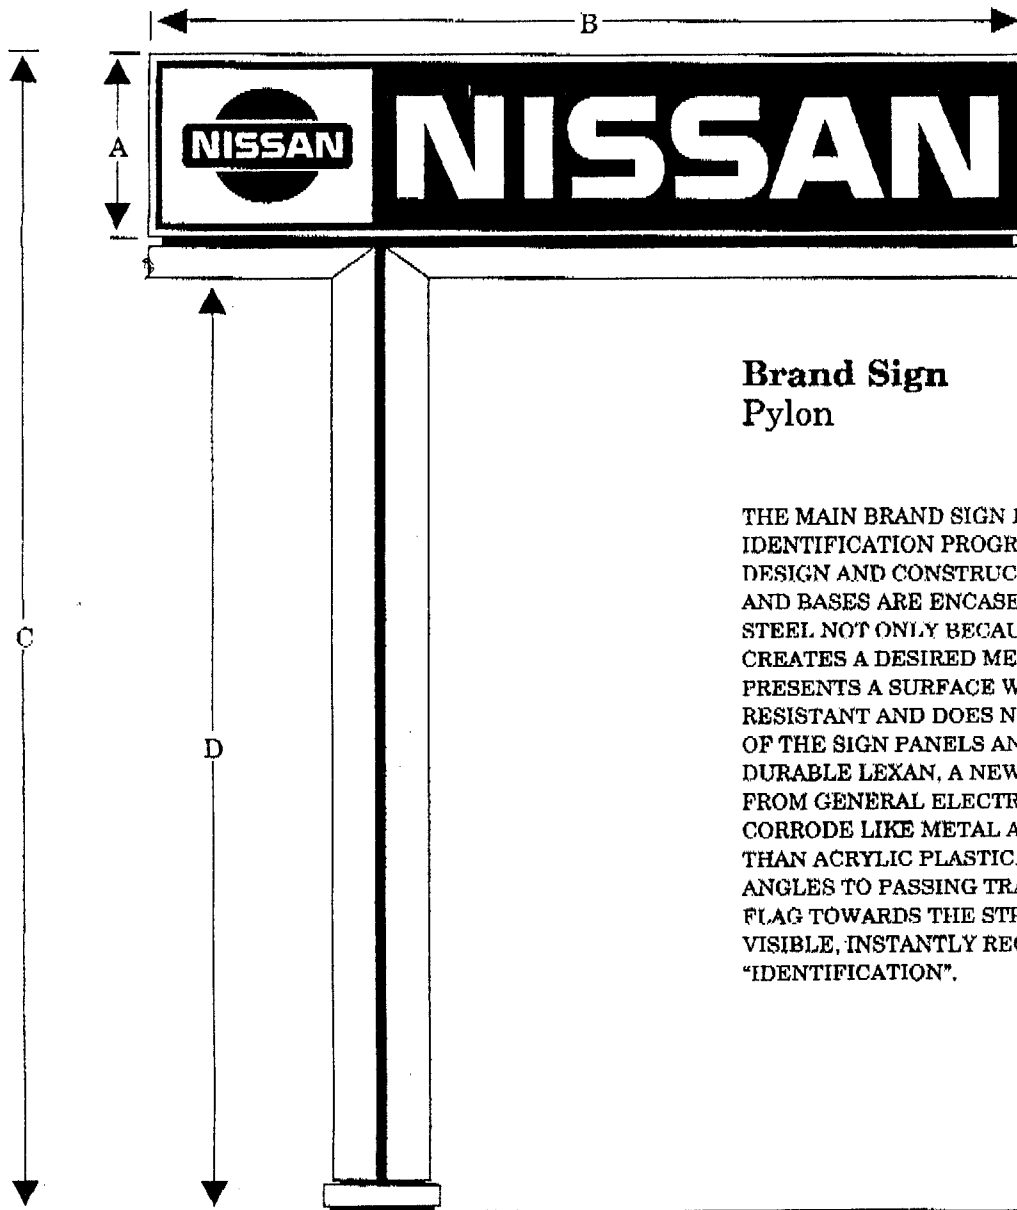 B
A
NISSAN
NISSAN
Brand Sign
Pylon
THE MAIN BRAND SIGN
IDENTIFICATION PROGR
DESIGN AND CONSTRUC
AND BASES ARE ENCASE
STEEL NOT ONLY BECAU
CREATES A DESIRED ME
PRESENTS A SURFACE W
RESISTANT AND DOES N
OF THE SIGN PANELS AN
DURABLE LEXAN, A NEW
FROM GENERAL ELECTR
CORRODE LIKE METAL A
THAN ACRYLIC PLASTIC.
ANGLES TO PASSING TRA
FLAG TOWARDS THE STR
VISIBLE, INSTANTLY REC
"IDENTIFICATION".
C
D